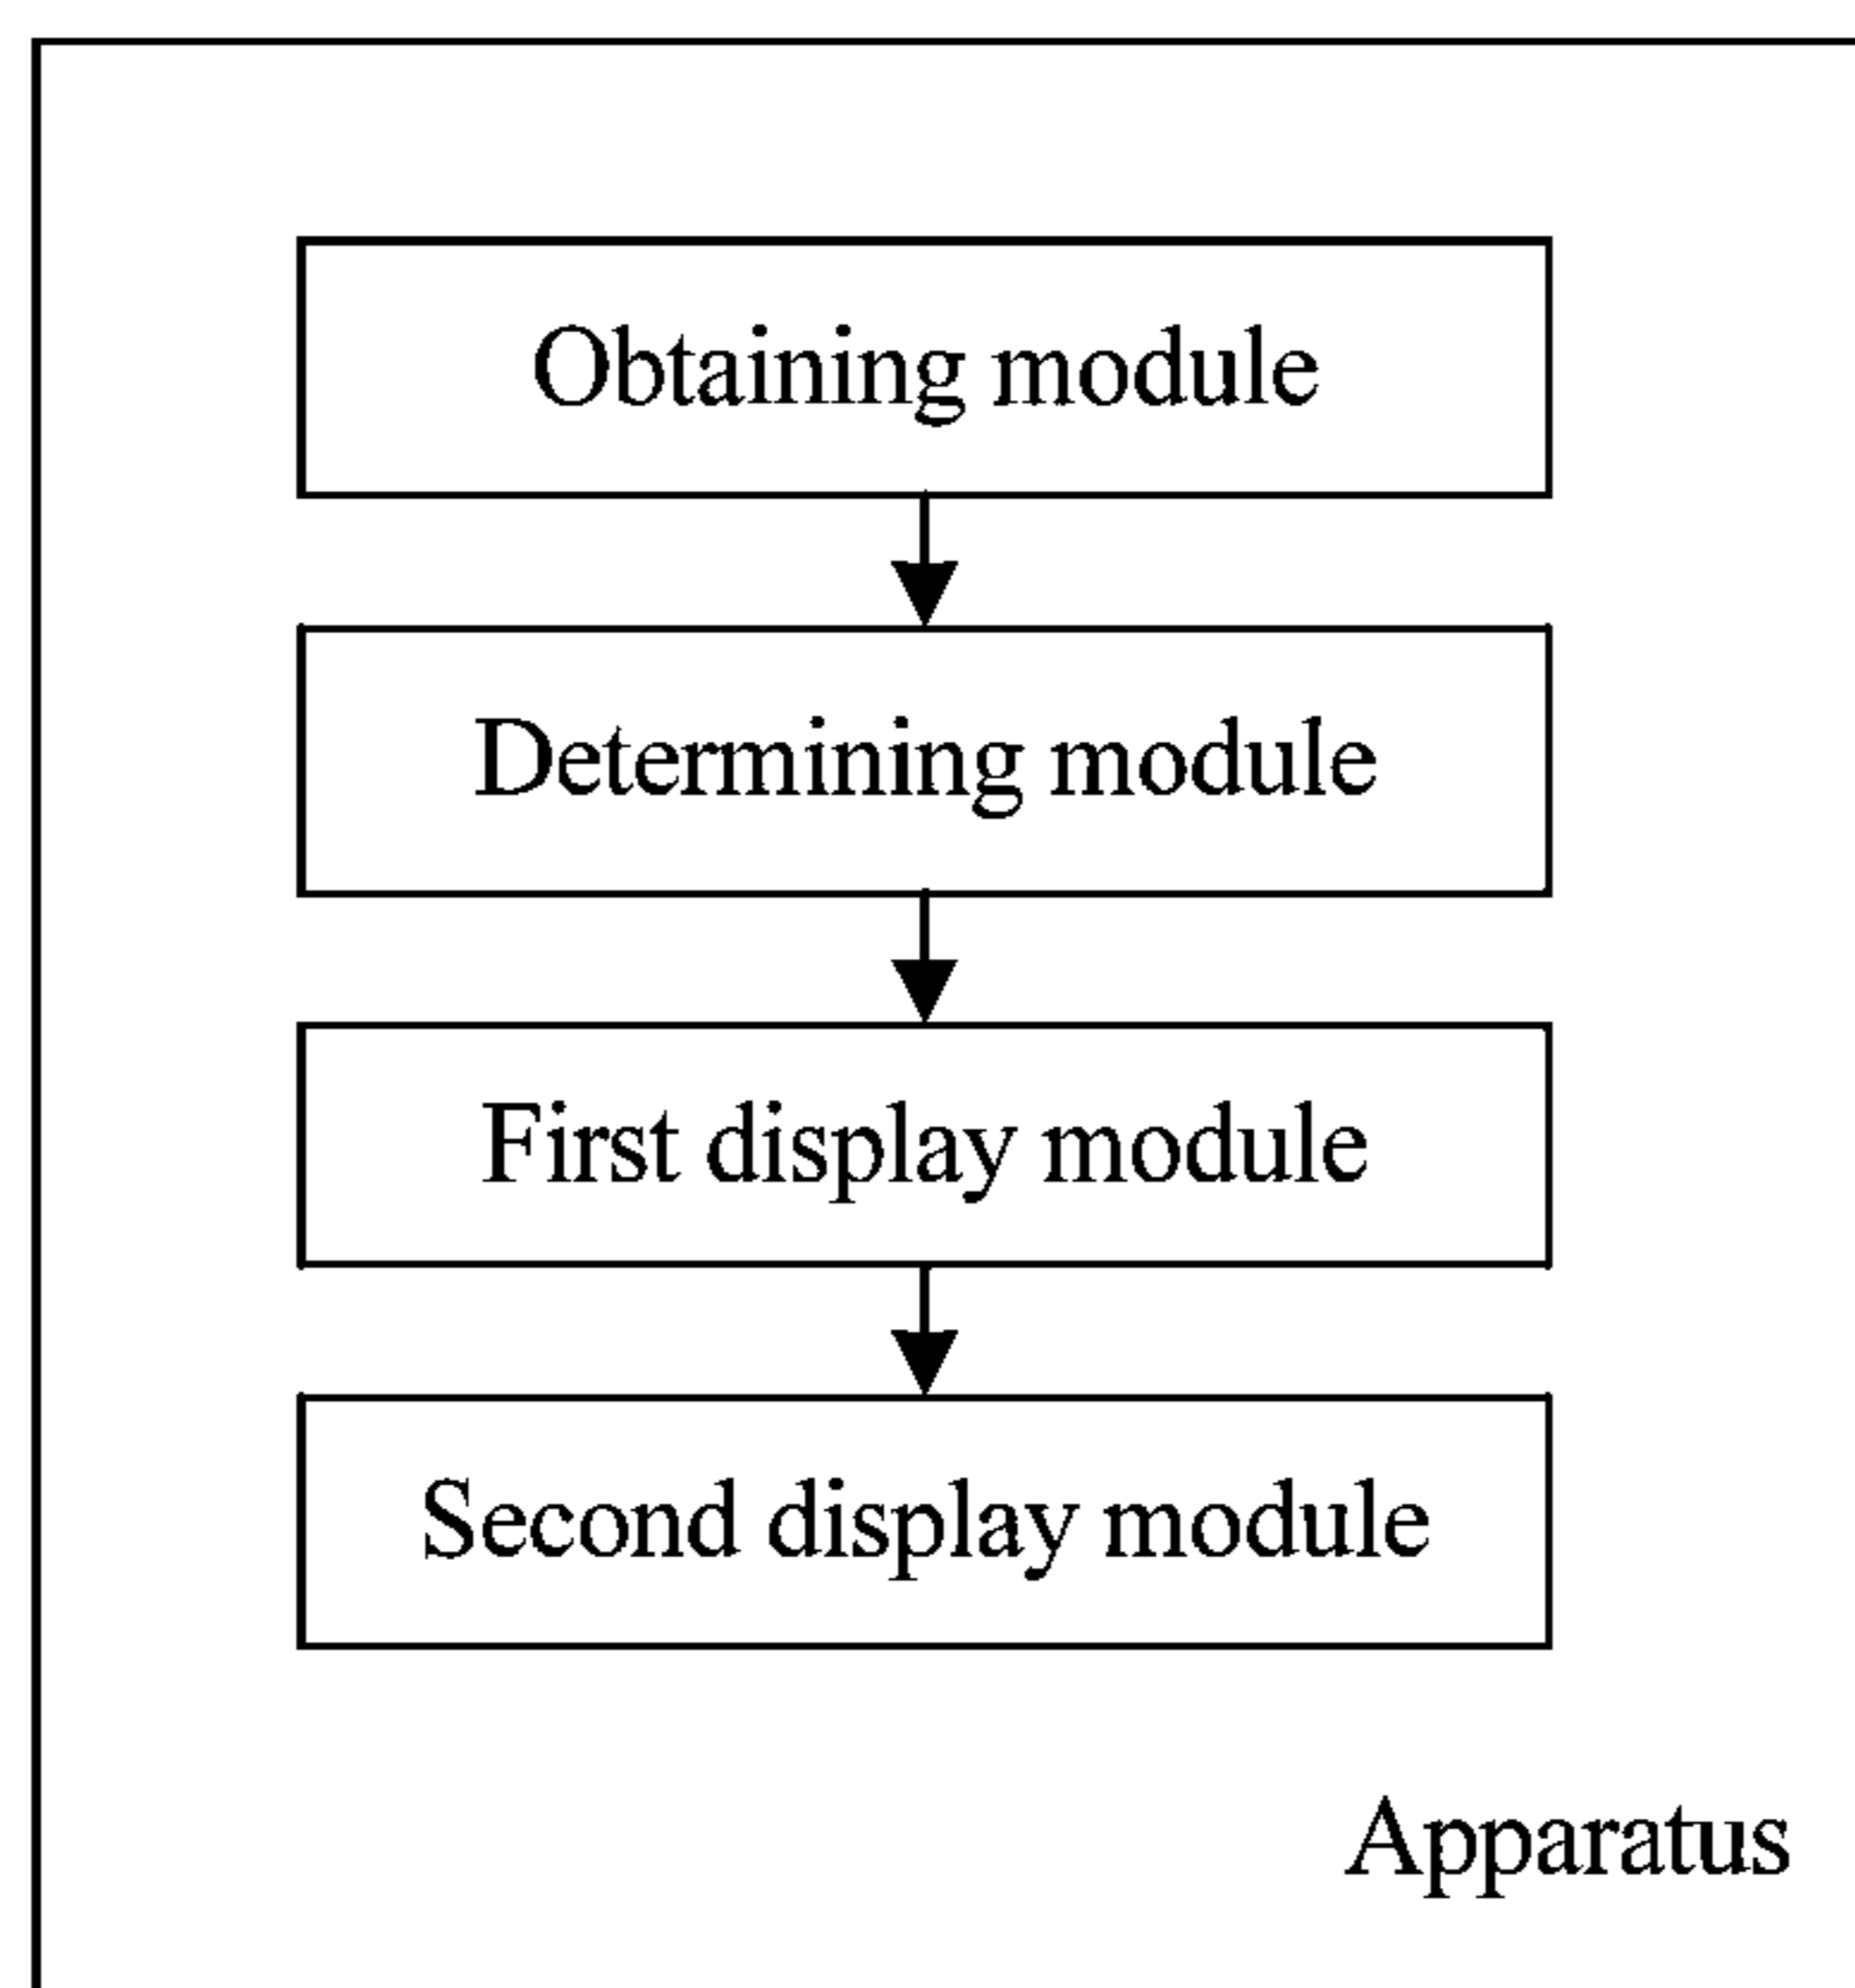 Obtaining module
Determining module
First display module
Second display module
Apparatus